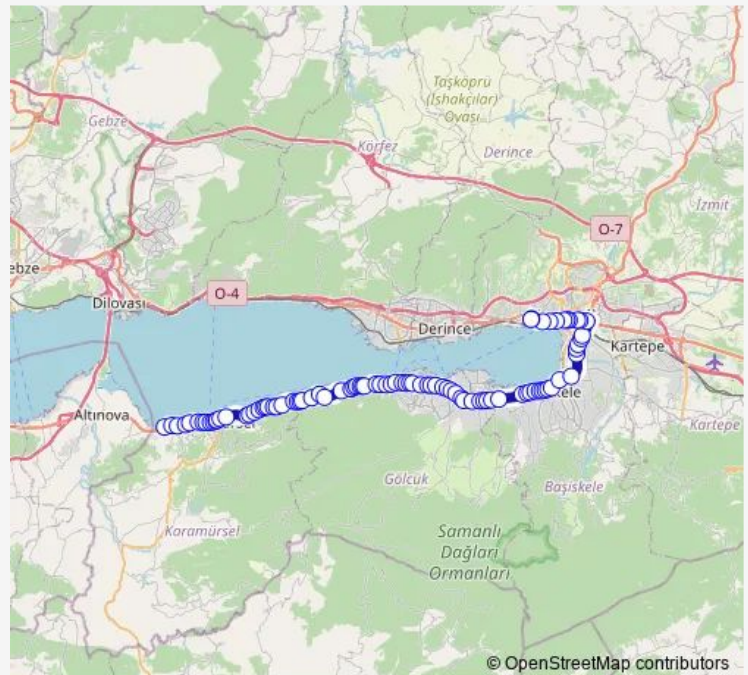 Taşköprü
(İshakçılar)
Ovası
Gebze
Körfez
Derince
İzmit
O-7
ebze
O-4
Dilovası
Derince
Kartepe
Altınova
ele
Kartepe
Gölcük
Başiskele
Karamürsel
Samanlı
Dağları
Ormanları
© OpenStreetMap contributors